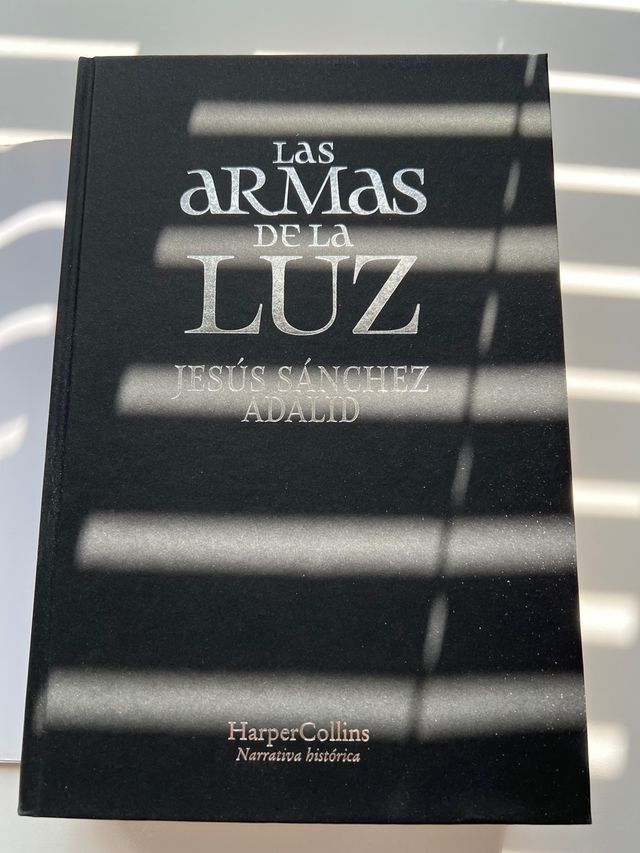 LAS
ARMAS
DE LA
LUZ
JESÚS SÁNCHEZ
ADALID
HarperCollins
Narrativa histórica